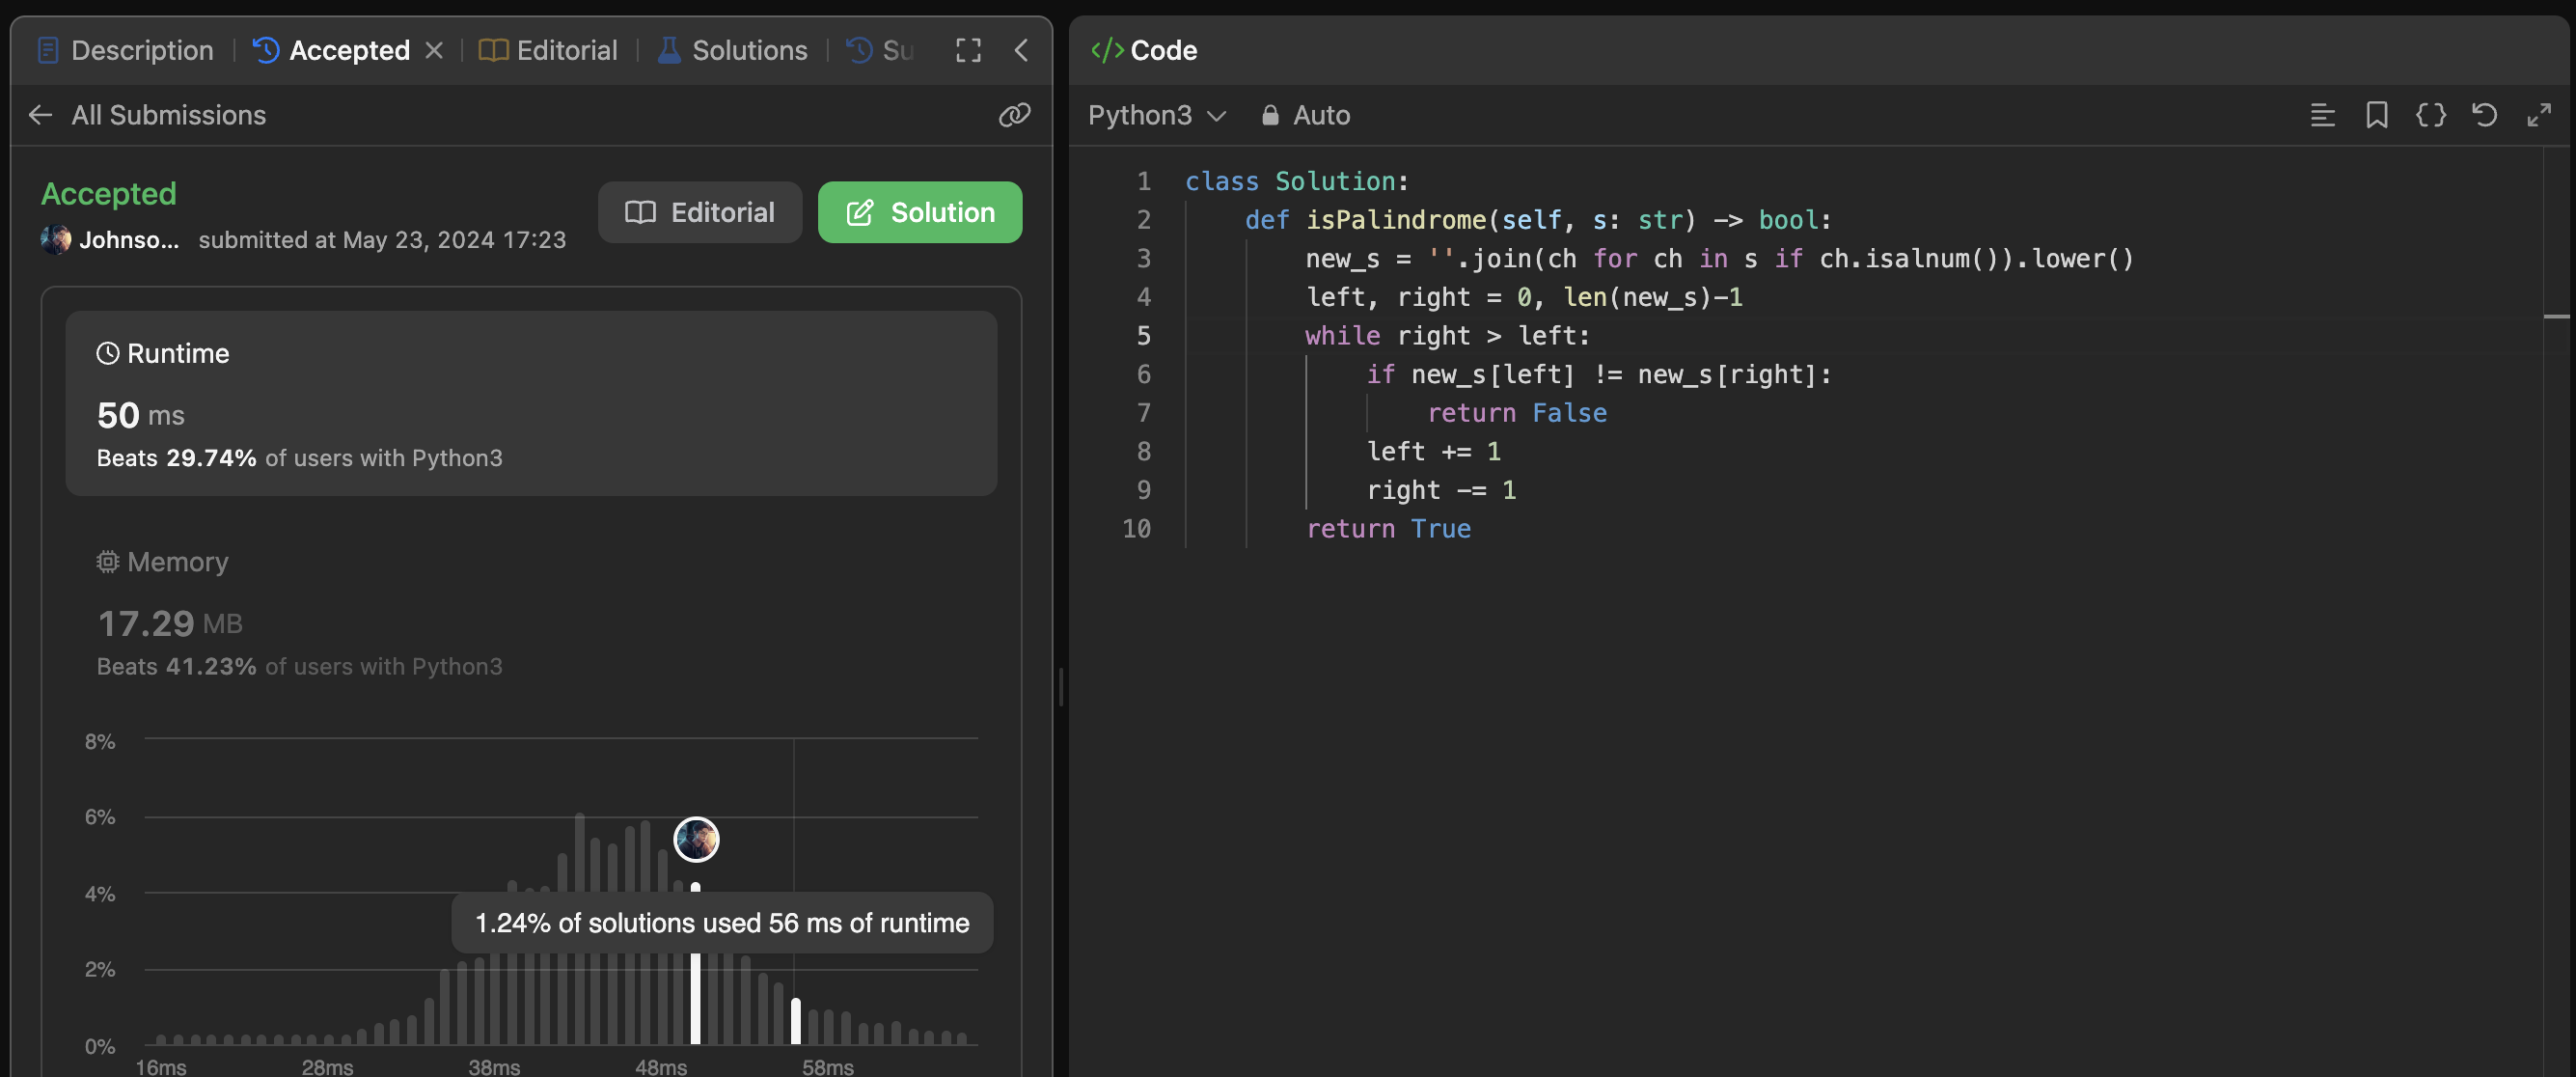 Description
Accepted
Editorial
Solutions
Su
All Submissions
Accepted
Johnso... submitted at May 23, 2024 17:23
Editorial
Solution
Runtime
50 ms
Beats 29.74% of users with Python3
Memory
17.29 MB
Beats 41.23% of users with Python3
8%
6%
4%
2%
0%
1.24% of solutions used 56 ms of runtime
16ms 28ms 38ms 48ms 58ms
</> Code
Python3 Auto
1 class Solution:
2     def isPalindrome(self, s: str) -> bool:
3         new_s = ''.join(ch for ch in s if ch.isalnum()).lower()
4         left, right = 0, len(new_s)-1
5         while right > left:
6             if new_s[left] != new_s[right]:
7                 return False
8             left += 1
9             right -= 1
10         return True